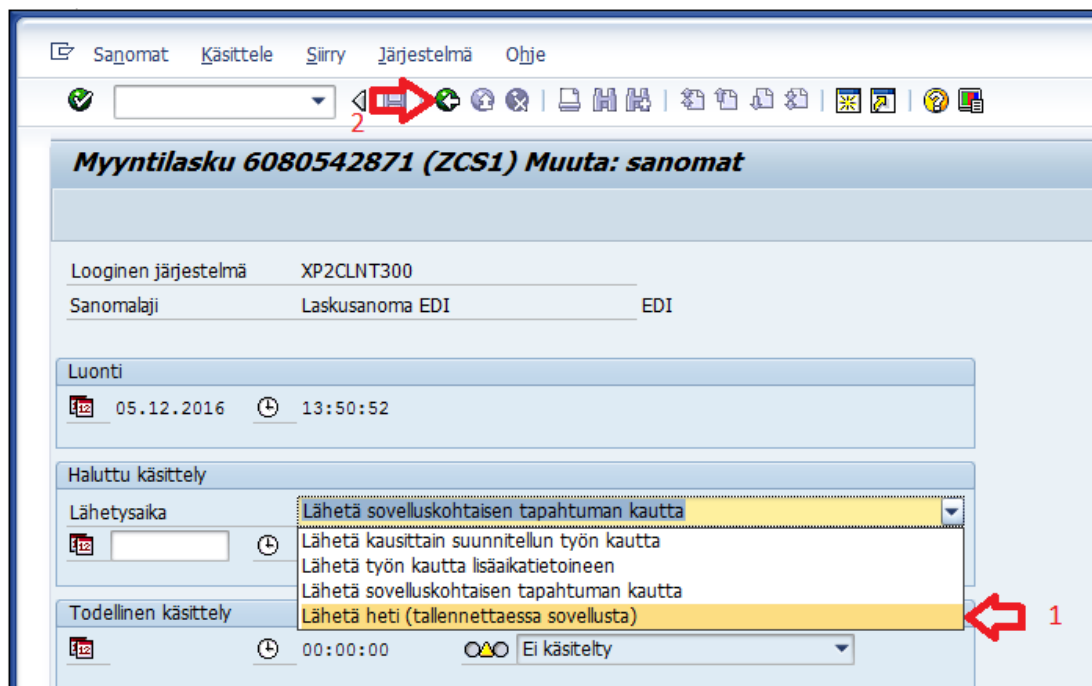 Sanomat Käsittele Siirry Järjestelmä Ohje
2
Myyntilasku 6080542871 (ZCS1) Muuta: sanomat
Looginen järjestelmä XP2CLNT300
Sanomalaji Laskusanoma EDI EDI
Luonti
12 05.12.2016 13:50:52
Haluttu käsittely
Lähetysaika Lähetä sovelluskohtaisen tapahtuman kautta
12 Lähetä kausittain suunnitellun työn kautta
Lähetä työn kautta lisäaikatietoineen
Lähetä sovelluskohtaisen tapahtuman kautta
Todellinen käsittely Lähetä heti (tallennettaessa sovellusta) 1
12 00:00:00 Ei käsitelty